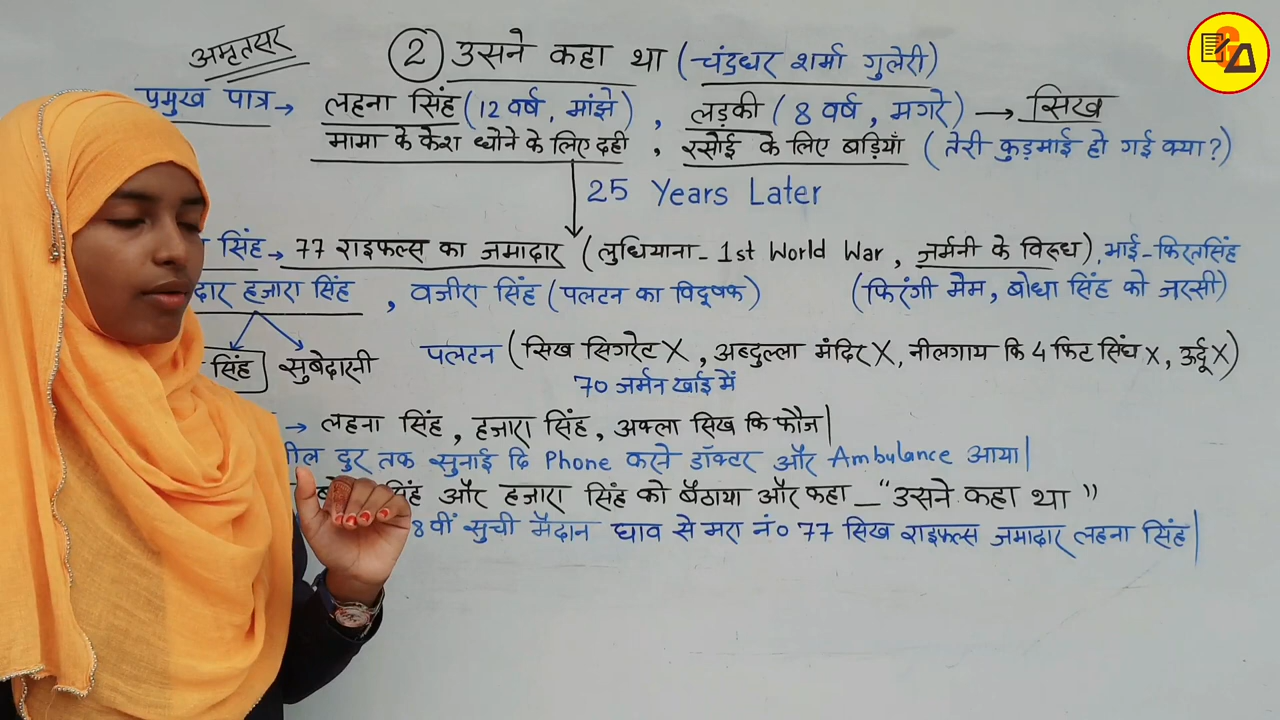 अमृतसर
② उसने कहा था (चंद्रधर शर्मा गुलेरी)
प्रमुख पात्र → लहना सिंह (12 वर्ष, मांझे), लड़की (8 वर्ष, मगरे) → सिख
मामा के केश धोने के लिए दही, रसोई के लिए बड़ियाँ (तेरी कुड़माई हो गई क्या?)
25 Years Later
सिंह → 77 राइफल्स का जमादार (लुधियाना - 1st World War, जर्मनी के विरूध), भाई - किरतसिंह
हजारा सिंह, वजीरा सिंह (पलटन का विदूषक) (फिरंगी मेम, बोधा सिंह को जरसी)
सिंह सुबेदारनी पलटन (सिख सिगरेट X, अब्दुल्ला मंदिर X, नीलगाय कि 4 फिट सिंघ X, ऊर्दू X)
70 जर्मन खाई में
→ लहना सिंह, हजारा सिंह, अकला सिख कि फौज|
दुर तक सुनाई दि Phone करने डॉक्टर और Ambulance आया|
सिंह और हजारा सिंह को बैठाया और कहा – "उसने कहा था"
8वीं सुची मैदान घाव से मरा नं० 77 सिख राइफल्स जमादार लहना सिंह|